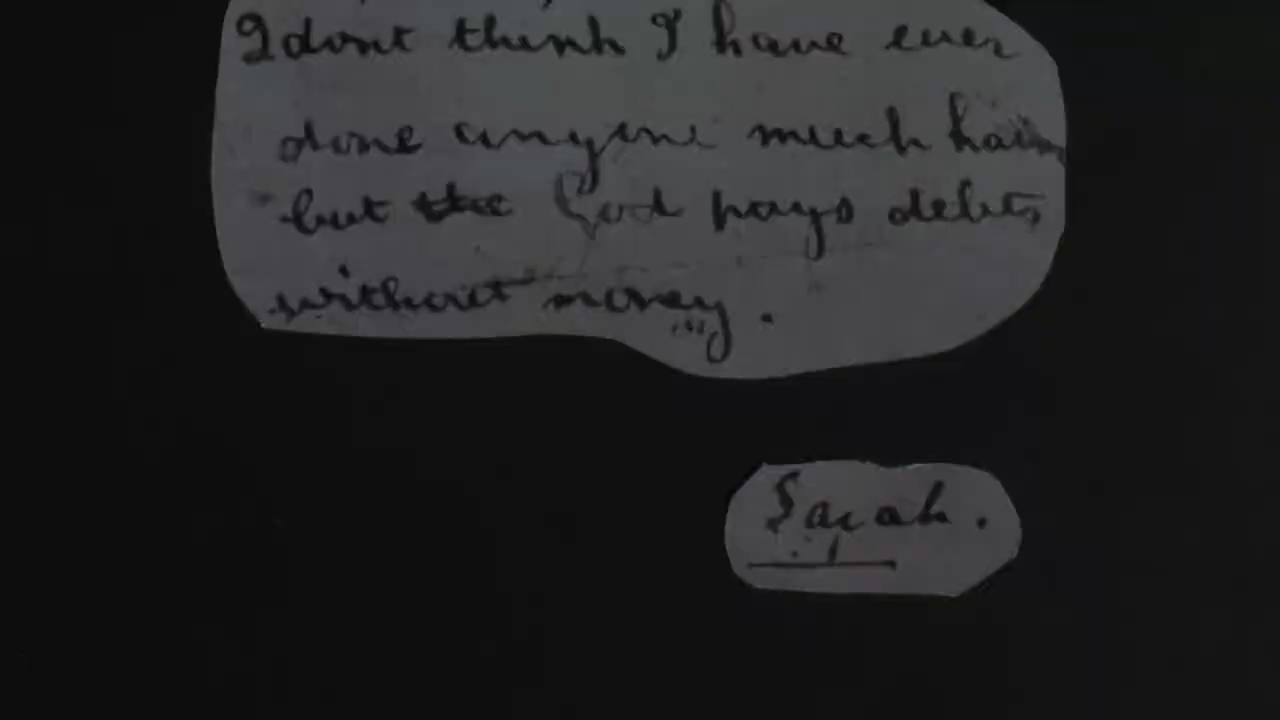 I dont think I have ever
done anyone much harm
but the God pays debts
without money.
Sarah.